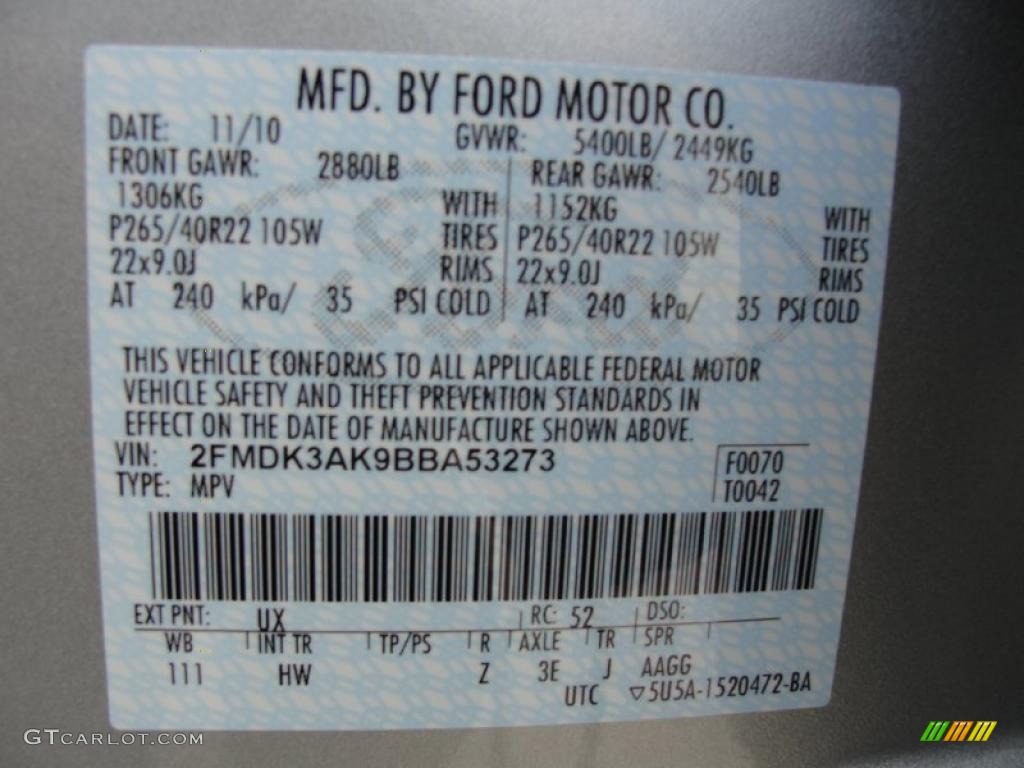 MFD. BY FORD MOTOR CO.
DATE: 11/10 GVWR: 5400LB/ 2449KG
FRONT GAWR: 2880LB REAR GAWR: 2540LB
1306KG WITH 1152KG WITH
P265/40R22 105W TIRES P265/40R22 105W TIRES
22x9.0J RIMS 22x9.0J RIMS
AT 240 kPa/ 35 PSI COLD AT 240 kPa/ 35 PSI COLD
THIS VEHICLE CONFORMS TO ALL APPLICABLE FEDERAL MOTOR
VEHICLE SAFETY AND THEFT PREVENTION STANDARDS IN
EFFECT ON THE DATE OF MANUFACTURE SHOWN ABOVE.
VIN: 2FMDK3AK9BBA53273 F0070
TYPE: MPV T0042
EXT PNT: UX RC: 52 DSO:
WB INT TR TP/PS R AXLE TR SPR
111 HW Z 3E J AAGG
UTC ▽5U5A-1520472-BA
GTCARLOT.COM